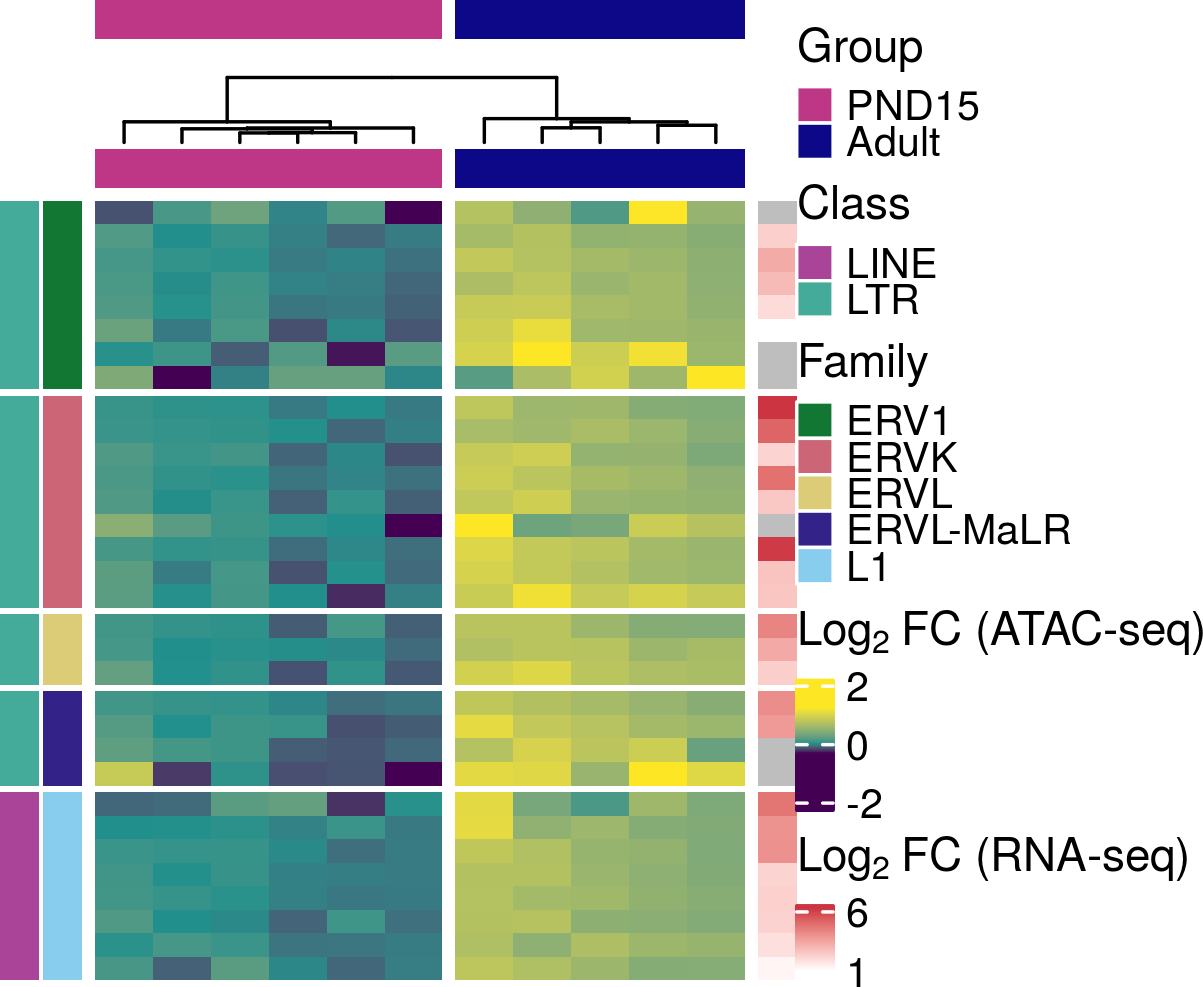 Group
PND15
Adult
Class
LINE
LTR
Family
ERV1
ERVK
ERVL
ERVL-MaLR
L1
Log₂ FC (ATAC-seq)
2
0
-2
Log₂ FC (RNA-seq)
6
1